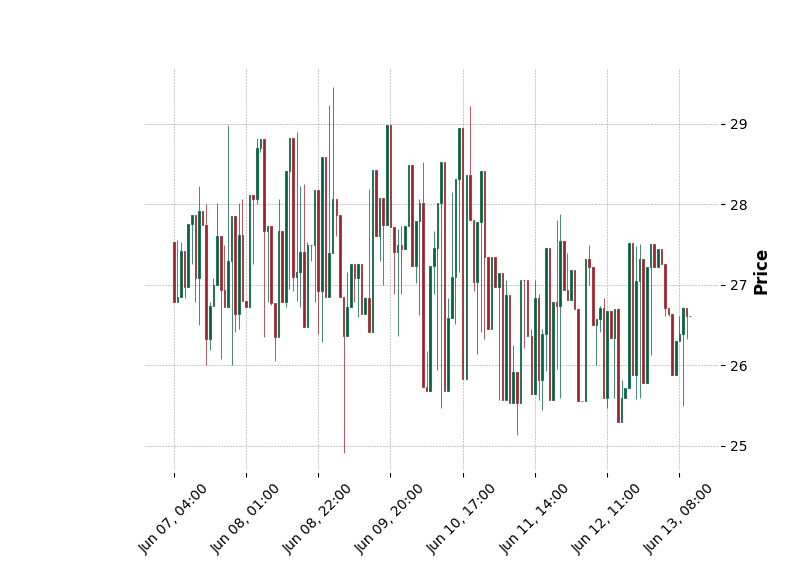 29
28
27
26
25
Price
Jun 07, 04:00
Jun 08, 01:00
Jun 08, 22:00
Jun 09, 20:00
Jun 10, 17:00
Jun 11, 14:00
Jun 12, 11:00
Jun 13, 08:00